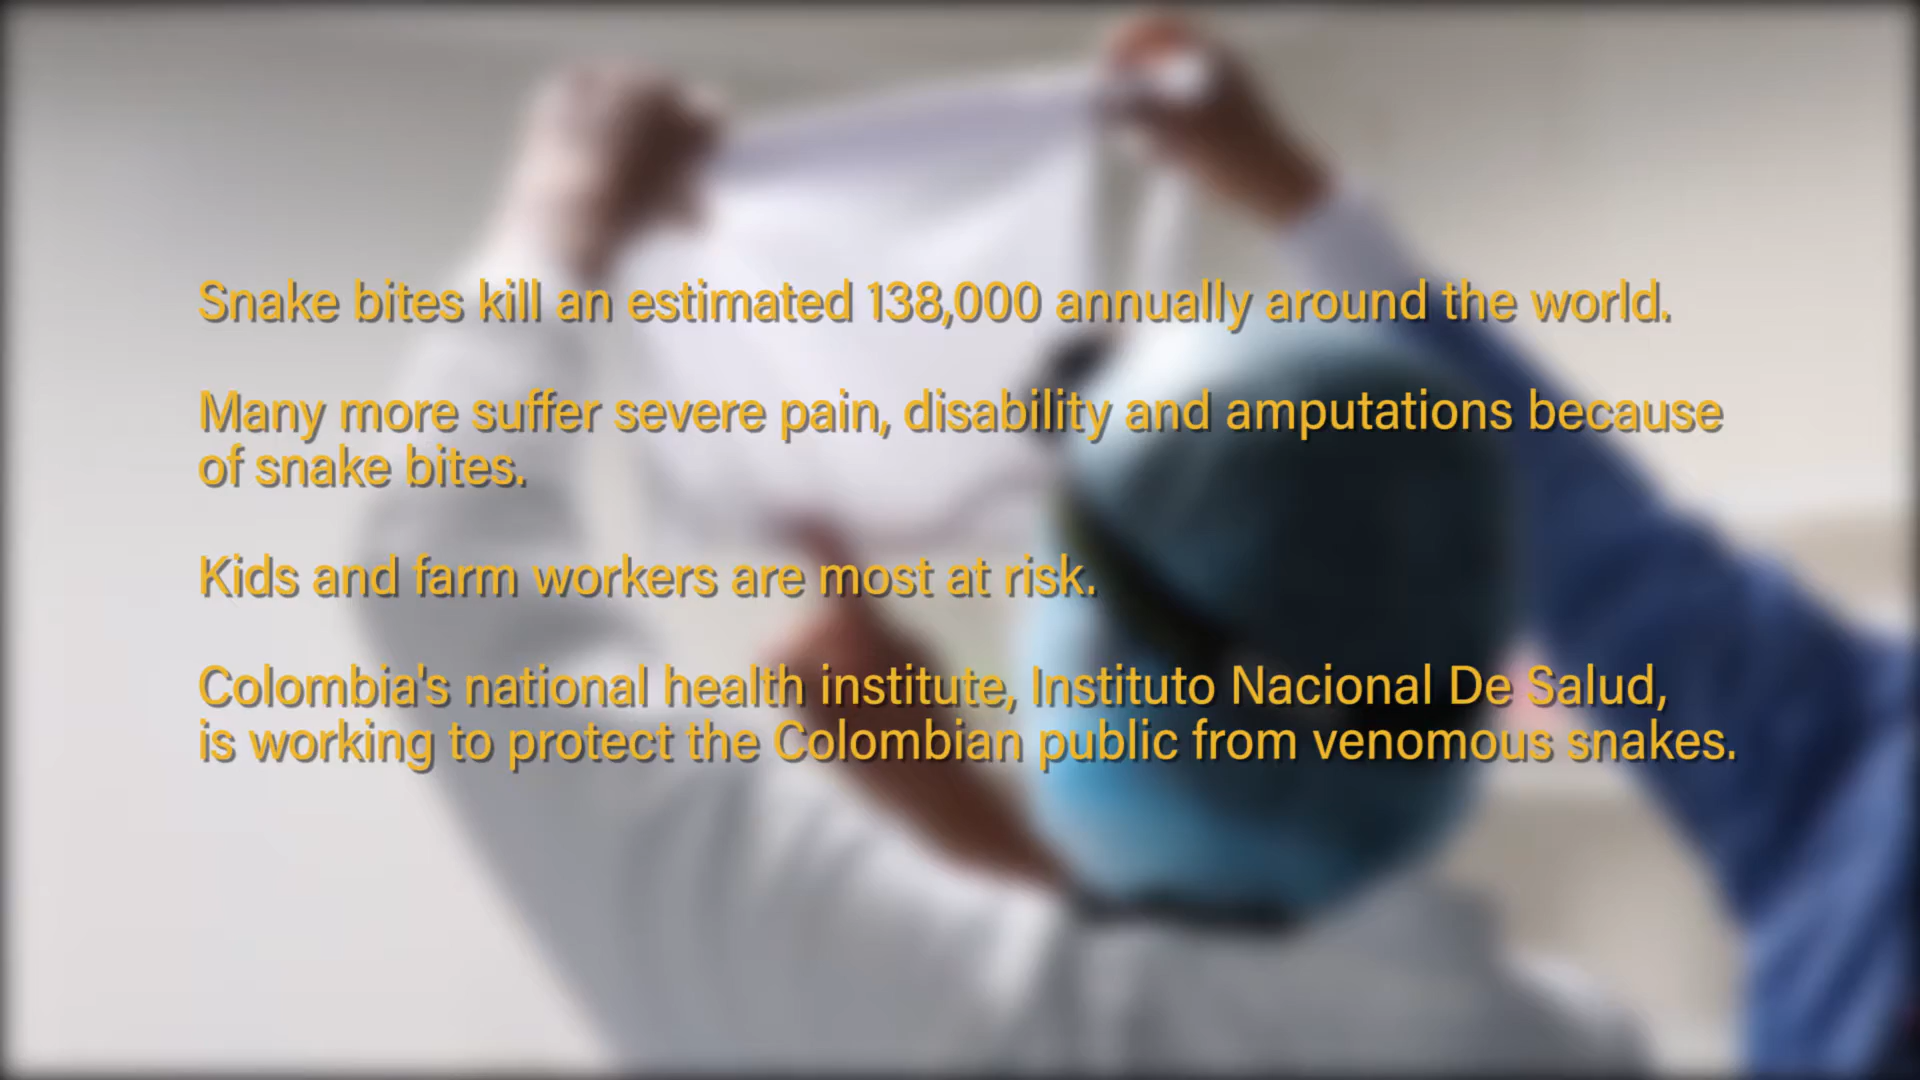 Snake bites kill an estimated 138,000 annually around the world.
Many more suffer severe pain, disability and amputations because
of snake bites.
Kids and farm workers are most at risk.
Colombia's national health institute, Instituto Nacional De Salud,
is working to protect the Colombian public from venomous snakes.